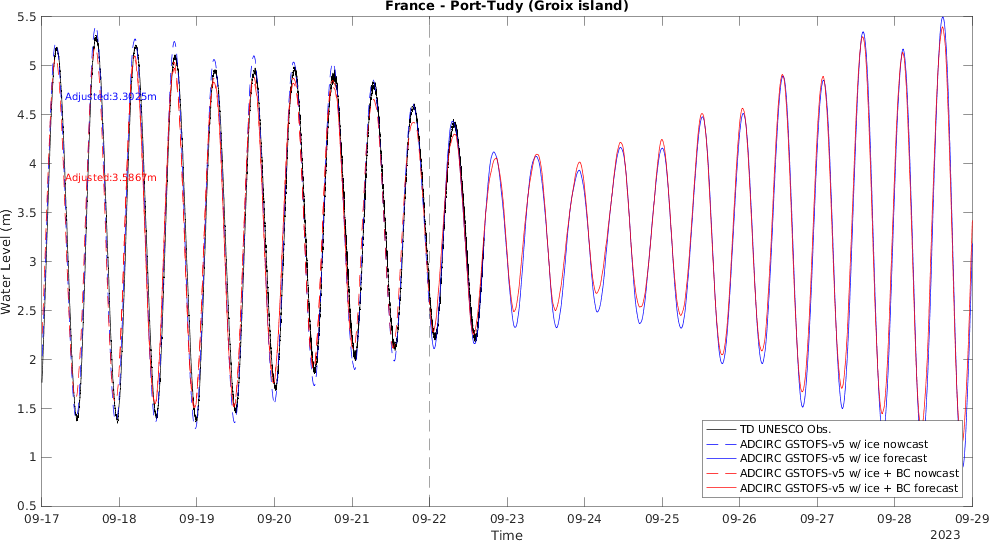 France - Port-Tudy (Groix island)
Water Level (m)
5.5
5
4.5
4
3.5
3
2.5
2
1.5
1
0.5
Adjusted:3.3025m
Adjusted:3.5867m
TD UNESCO Obs.
ADCIRC GSTOFS-v5 w/ ice nowcast
ADCIRC GSTOFS-v5 w/ ice forecast
ADCIRC GSTOFS-v5 w/ ice + BC nowcast
ADCIRC GSTOFS-v5 w/ ice + BC forecast
09-17 09-18 09-19 09-20 09-21 09-22 09-23 09-24 09-25 09-26 09-27 09-28 09-29
Time
2023